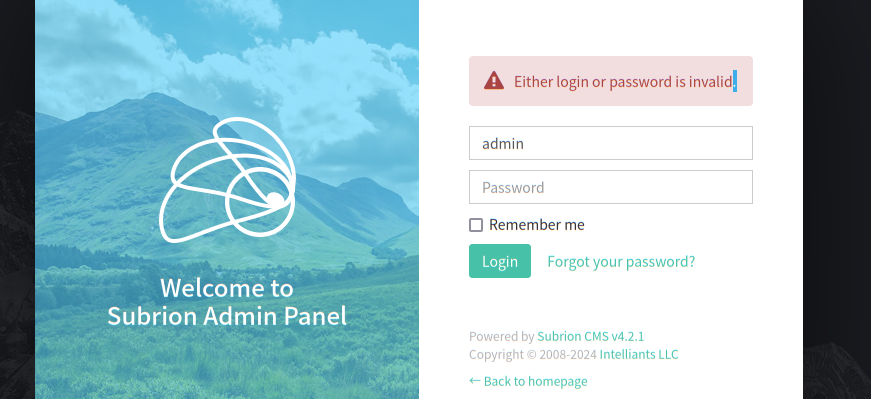 Welcome to
Subrion Admin Panel
Either login or password is invalid.
admin
Password
Remember me
Login Forgot your password?
Powered by Subrion CMS v4.2.1
Copyright © 2008-2024 Intelliants LLC
← Back to homepage